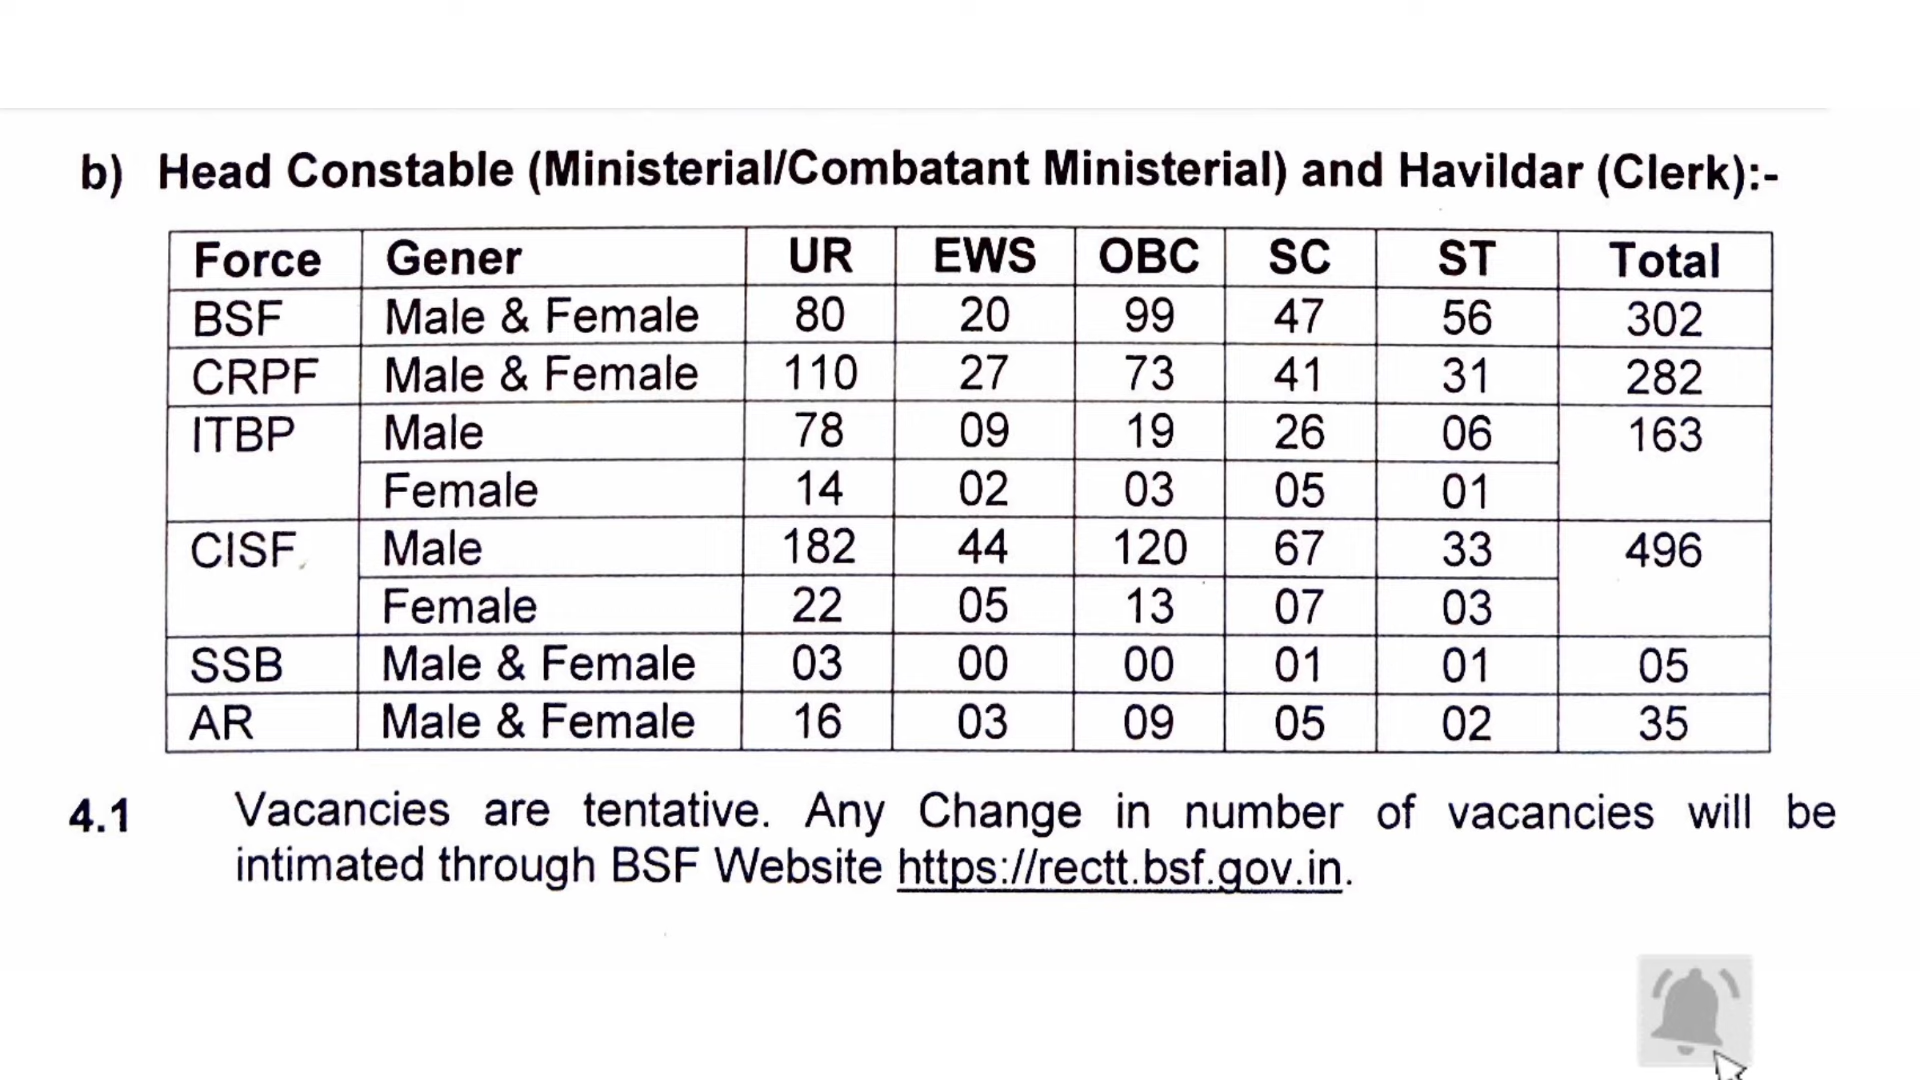 b) Head Constable (Ministerial/Combatant Ministerial) and Havildar (Clerk):-
Force Gener UR EWS OBC SC ST Total
BSF Male & Female 80 20 99 47 56 302
CRPF Male & Female 110 27 73 41 31 282
ITBP Male 78 09 19 26 06 163
Female 14 02 03 05 01
CISF Male 182 44 120 67 33 496
Female 22 05 13 07 03
SSB Male & Female 03 00 00 01 01 05
AR Male & Female 16 03 09 05 02 35
4.1 Vacancies are tentative. Any Change in number of vacancies will be
intimated through BSF Website https://rectt.bsf.gov.in.